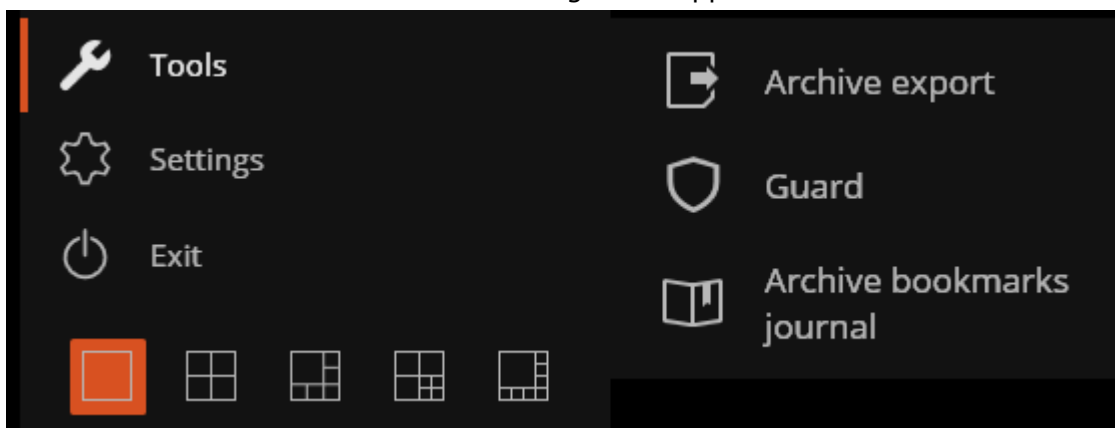 Tools
Settings
Exit
Archive export
Guard
Archive bookmarks
journal